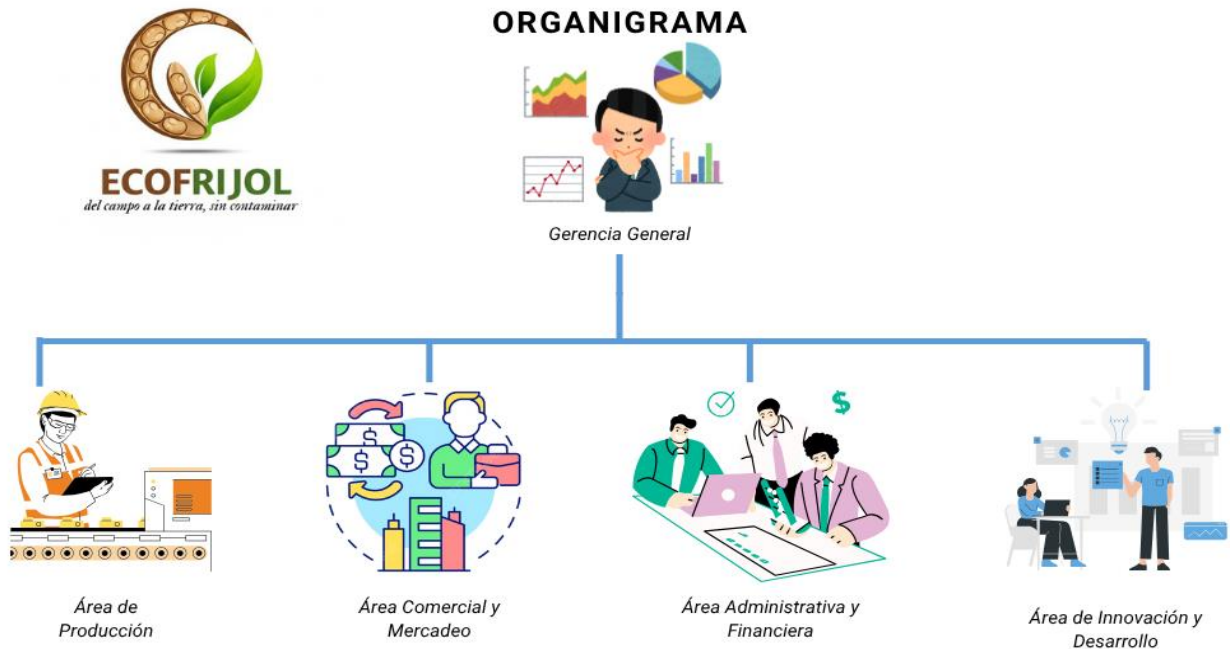 ORGANIGRAMA
ECOFRIJOL
del campo a la tierra, sin contaminar
Gerencia General
$
$
$
$
$
Área de
Producción
Área Comercial y
Mercadeo
Área Administrativa y
Financiera
Área de Innovación y
Desarrollo